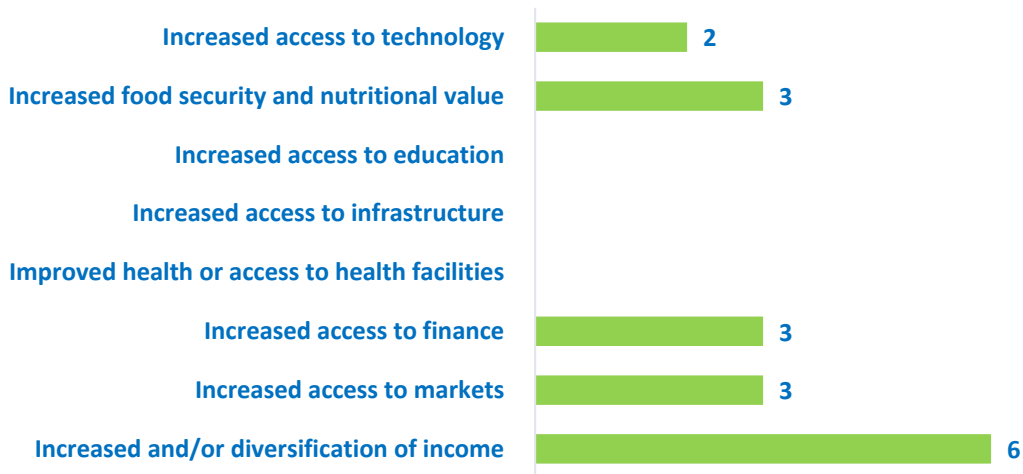 Increased access to technology 2
Increased food security and nutritional value 3
Increased access to education
Increased access to infrastructure
Improved health or access to health facilities
Increased access to finance 3
Increased access to markets 3
Increased and/or diversification of income 6